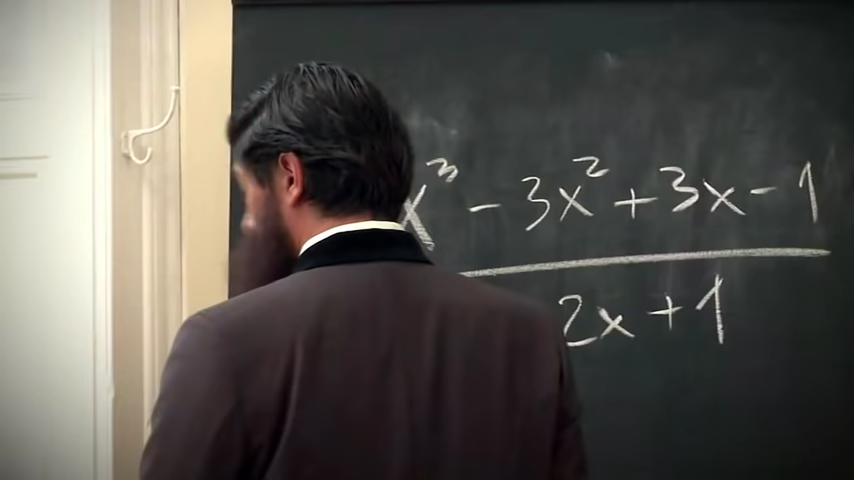 x³ - 3x² + 3x - 1
2x + 1